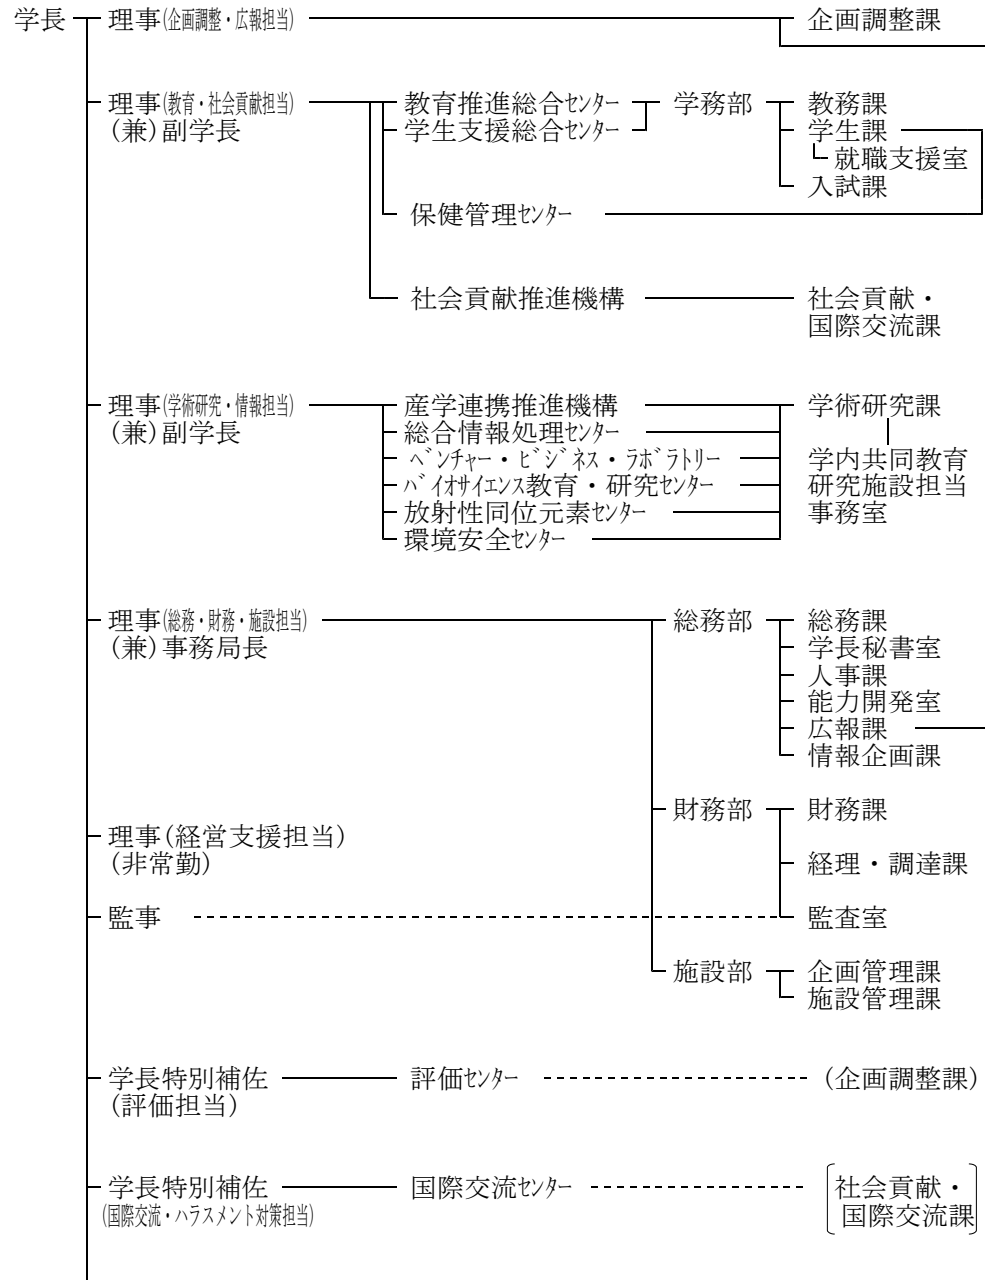 学長 理事(企画調整・広報担当) 企画調整課
理事(教育・社会貢献担当) 教育推進総合センター 学務部 教務課
(兼)副学長 学生支援総合センター 学生課
就職支援室
入試課
保健管理センター
社会貢献推進機構 社会貢献・
国際交流課
理事(学術研究・情報担当) 産学連携推進機構 学術研究課
(兼)副学長 総合情報処理センター
ベンチャー・ビジネス・ラボラトリー 学内共同教育
バイオサイエンス教育・研究センター 研究施設担当
放射性同位元素センター 事務室
環境安全センター
理事(総務・財務・施設担当) 総務部 総務課
(兼)事務局長 学長秘書室
人事課
能力開発室
広報課
情報企画課
財務部 財務課
理事(経営支援担当)
(非常勤) 経理・調達課
監事 監査室
施設部 企画管理課
施設管理課
学長特別補佐 評価センター (企画調整課)
(評価担当)
学長特別補佐 国際交流センター 社会貢献・
(国際交流・ハラスメント対策担当) 国際交流課